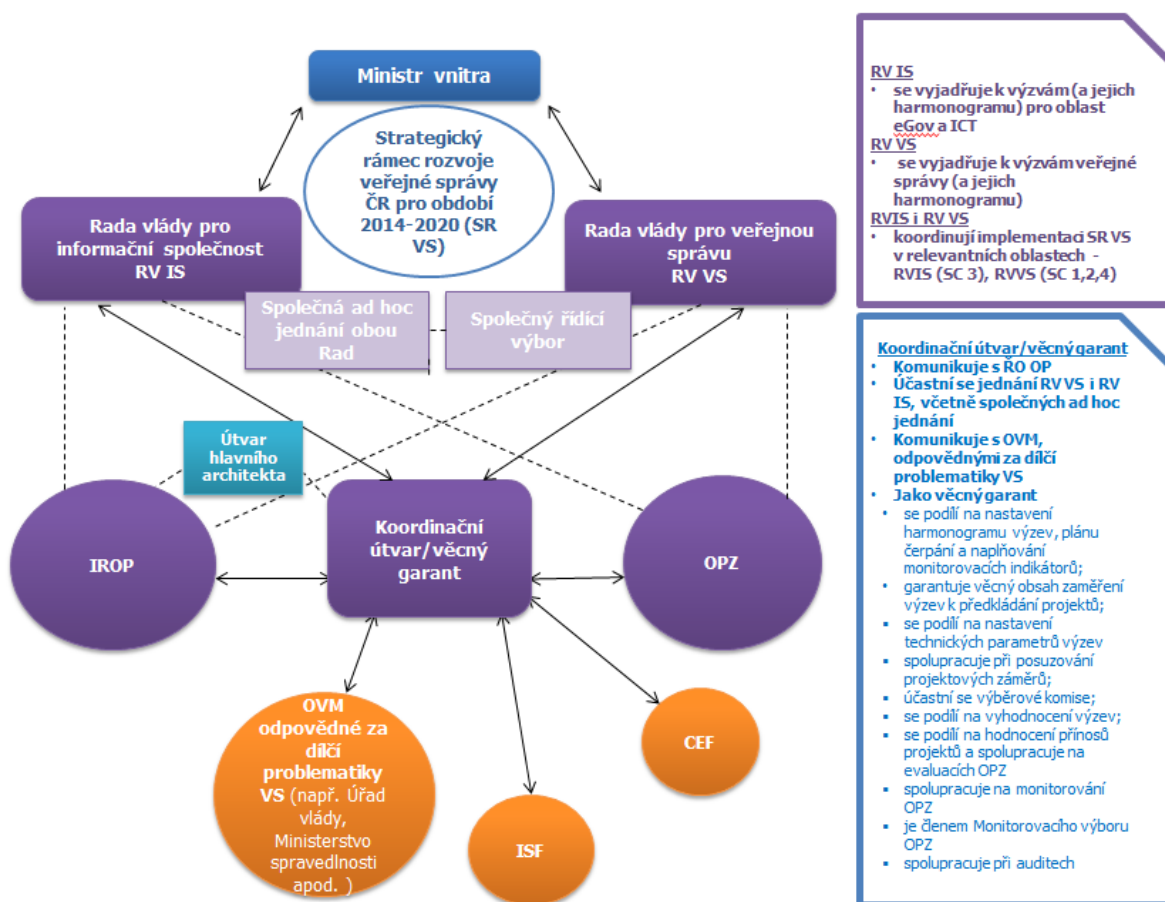 Ministr vnitra
Strategický
rámec rozvoje
veřejné správy
ČR pro období
2014-2020 (SR
VS)
Rada vlády pro
informační společnost
RV IS
Rada vlády pro veřejnou
správu
RV VS
Společná ad hoc
jednání obou
Rad
Společný řídící
výbor
Útvar
hlavního
architekta
IROP
Koordinační
útvar/věcný
garant
OPZ
OVM
odpovědné za
dílčí
problematiky
VS (např. Úřad
vlády,
Ministerstvo
spravedlnosti
apod. )
ISF
CEF
RV IS
• se vyjadřuje k výzvám (a jejich
harmonogramu) pro oblast
eGov a ICT
RV VS
• se vyjadřuje k výzvám veřejné
správy (a jejich
harmonogramu)
RVIS i RV VS
• koordinují implementaci SR VS
v relevantních oblastech -
RVIS (SC 3), RVVS (SC 1,2,4)
Koordinační útvar/věcný garant
• Komunikuje s ŘO OP
• Účastní se jednání RV VS i RV
IS, včetně společných ad hoc
jednání
• Komunikuje s OVM,
odpovědnými za dílčí
problematiky VS
• Jako věcný garant
• se podílí na nastavení
harmonogramu výzev, plánu
čerpání a naplňování
monitorovacích indikátorů;
• garantuje věcný obsah zaměření
výzev k předkládání projektů;
▪ se podílí na nastavení
technických parametrů výzev
▪ spolupracuje při posuzování
projektových záměrů;
▪ účastní se výběrové komise;
▪ se podílí na vyhodnocení výzev;
▪ se podílí na hodnocení přínosů
projektů a spolupracuje na
evaluacích OPZ
▪ spolupracuje na monitorování
OPZ
▪ je členem Monitorovacího výboru
OPZ
▪ spolupracuje při auditech